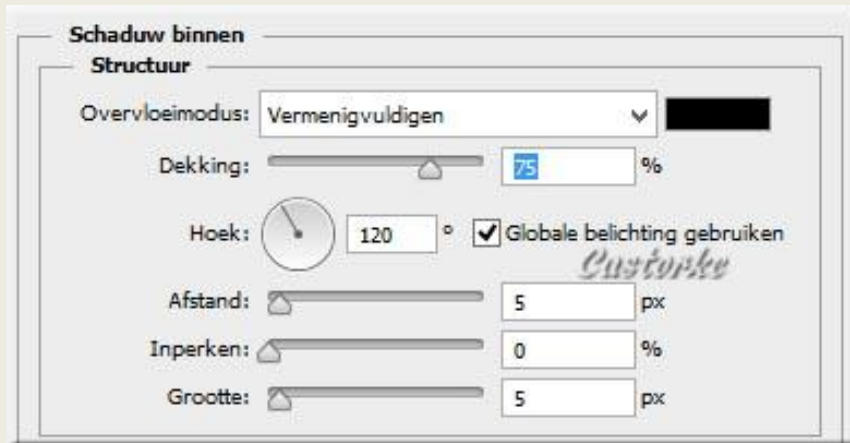 Schaduw binnen
Structuur
Overvloeimodus: Vermenigvuldigen
Dekking: 75 %
Hoek: 120 ° Globale belichting gebruiken
Custorke
Afstand: 5 px
Inperken: 0 %
Grootte: 5 px